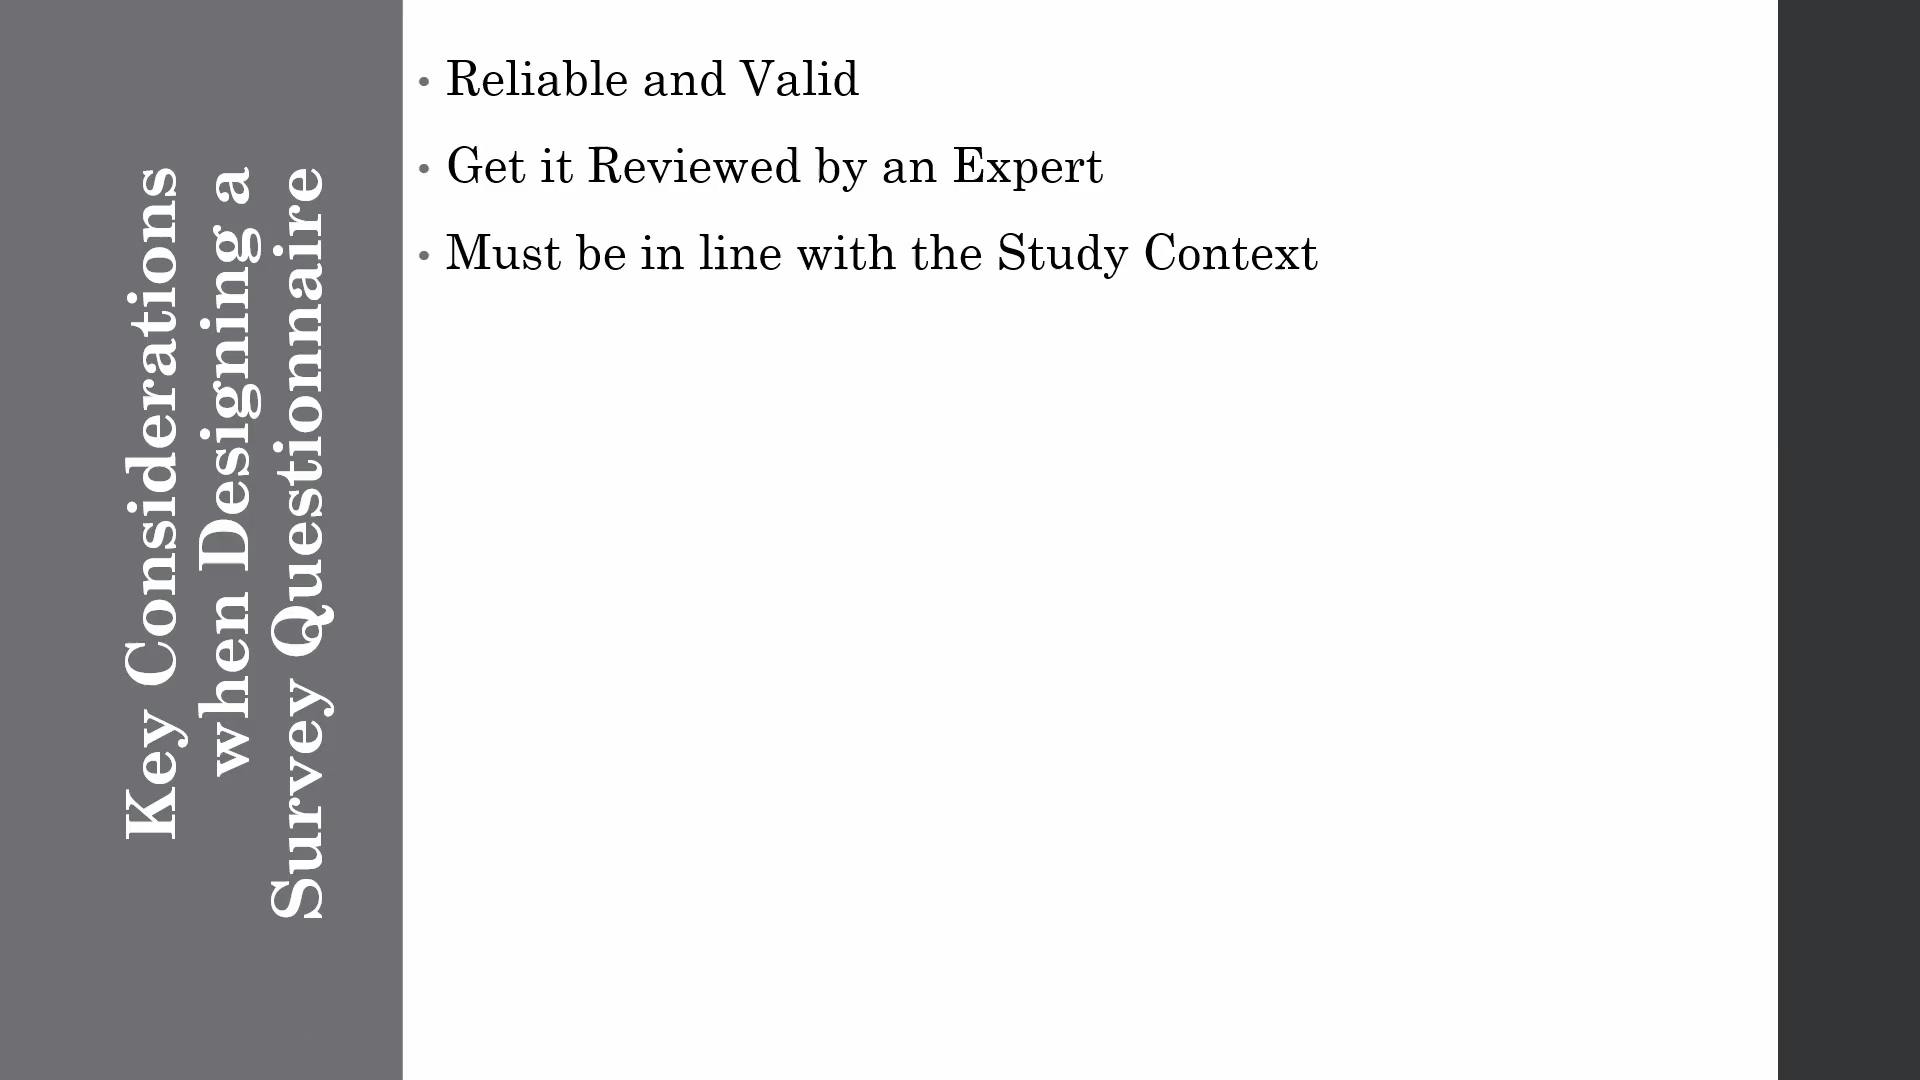 Key Considerations
when Designing a
Survey Questionnaire
• Reliable and Valid
• Get it Reviewed by an Expert
• Must be in line with the Study Context